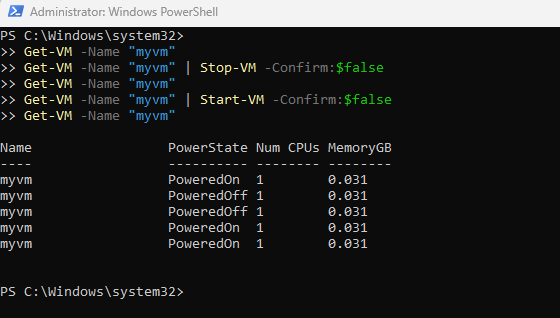 Administrator: Windows PowerShell
PS C:\Windows\system32>
>> Get-VM -Name "myvm"
>> Get-VM -Name "myvm" | Stop-VM -Confirm:$false
>> Get-VM -Name "myvm"
>> Get-VM -Name "myvm" | Start-VM -Confirm:$false
>> Get-VM -Name "myvm"
Name                 PowerState Num CPUs MemoryGB
----                 ---------- -------- --------
myvm                 PoweredOn  1        0.031
myvm                 PoweredOff 1        0.031
myvm                 PoweredOff 1        0.031
myvm                 PoweredOn  1        0.031
myvm                 PoweredOn  1        0.031
PS C:\Windows\system32>